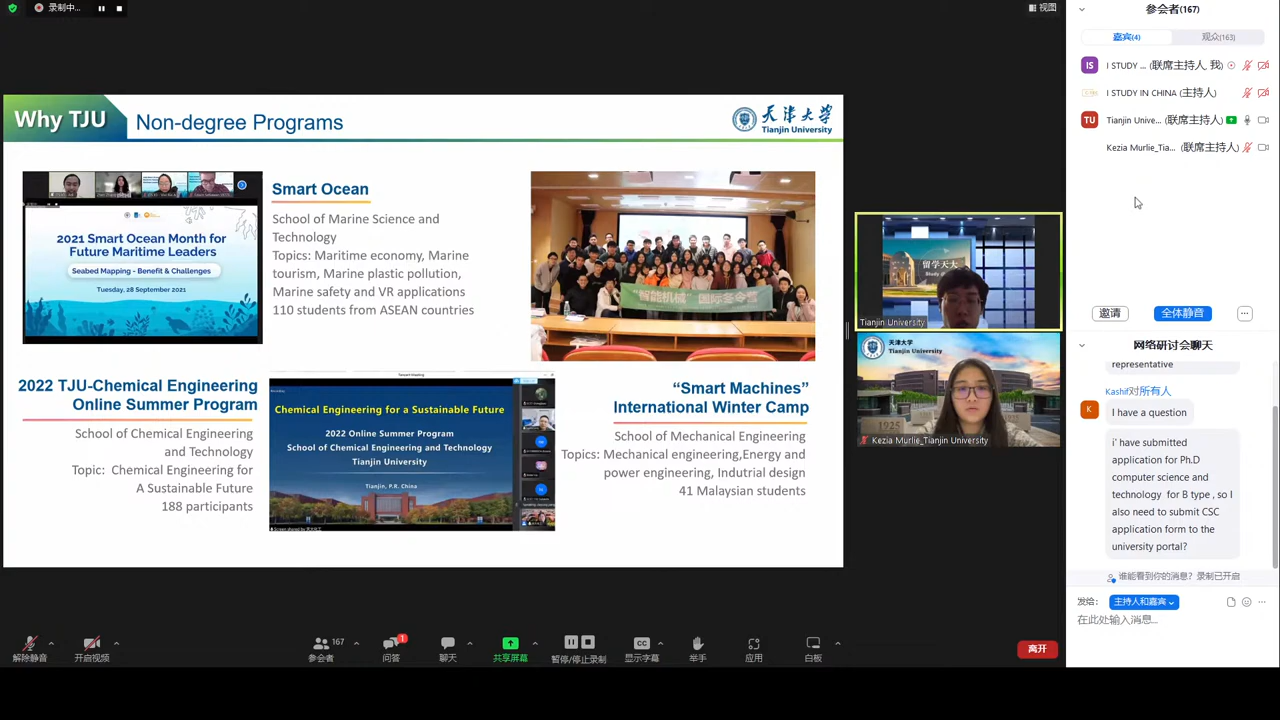 录制中...
视图
Why TJU
Non-degree Programs
天津大学
Tianjin University
2021 Smart Ocean Month for
Future Maritime Leaders
Seabed Mapping - Benefit & Challenges
Tuesday, 28 September 2021
Smart Ocean
School of Marine Science and
Technology
Topics: Maritime economy, Marine
tourism, Marine plastic pollution,
Marine safety and VR applications
110 students from ASEAN countries
"智能机械"国际冬令营
2022 TJU-Chemical Engineering
Online Summer Program
School of Chemical Engineering
and Technology
Topic: Chemical Engineering for
A Sustainable Future
188 participants
Chemical Engineering for a Sustainable Future
2022 Online Summer Program
School of Chemical Engineering and Technology
Tianjin University
Tianjin, P.R. China
“Smart Machines”
International Winter Camp
School of Mechanical Engineering
Topics: Mechanical engineering,Energy and
power engineering, Indutrial design
41 Malaysian students
留学天大
Tianjin University
天津大学
Tianjin University
1925
Kezia Murlie_Tianjin University
参会者(167)
嘉宾(4)
观众(163)
IS
I STUDY ... (联席主持人, 我)
I STUDY IN CHINA (主持人)
TU
Tianjin Unive... (联席主持人)
Kezia Murlie_Tia... (联席主持人)
邀请
全体静音
网络研讨会聊天
representative
Kashif对所有人
K
I have a question
i' have submitted
application for Ph.D
computer science and
technology for B type , so I
also need to submit CSC
application form to the
university portal?
谁能看到你的消息? 录制已开启
发给:
主持人和嘉宾
在此处输入消息...
解除静音
开启视频
167
参会者
1
问答
聊天
共享屏幕
暂停/停止录制
CC
显示字幕
举手
应用
白板
离开